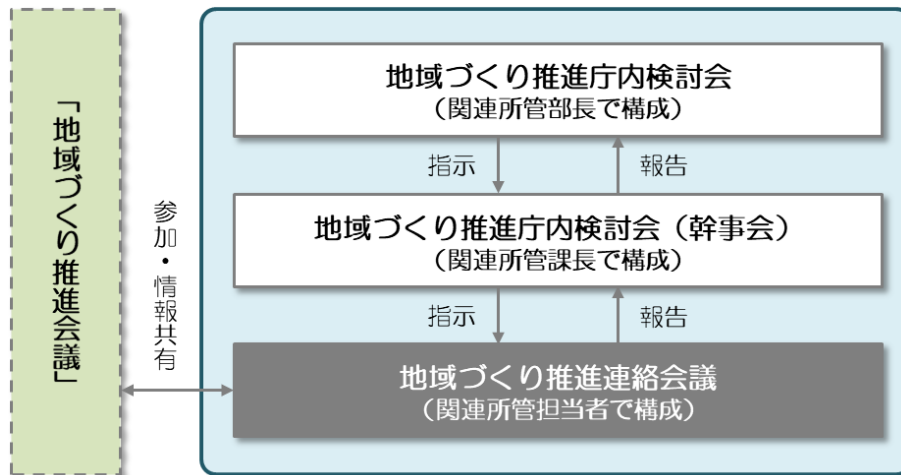 「地域づくり推進会議」
参加・情報共有
地域づくり推進庁内検討会
（関連所管部長で構成）
指示
報告
地域づくり推進庁内検討会（幹事会）
（関連所管課長で構成）
指示
報告
地域づくり推進連絡会議
（関連所管担当者で構成）